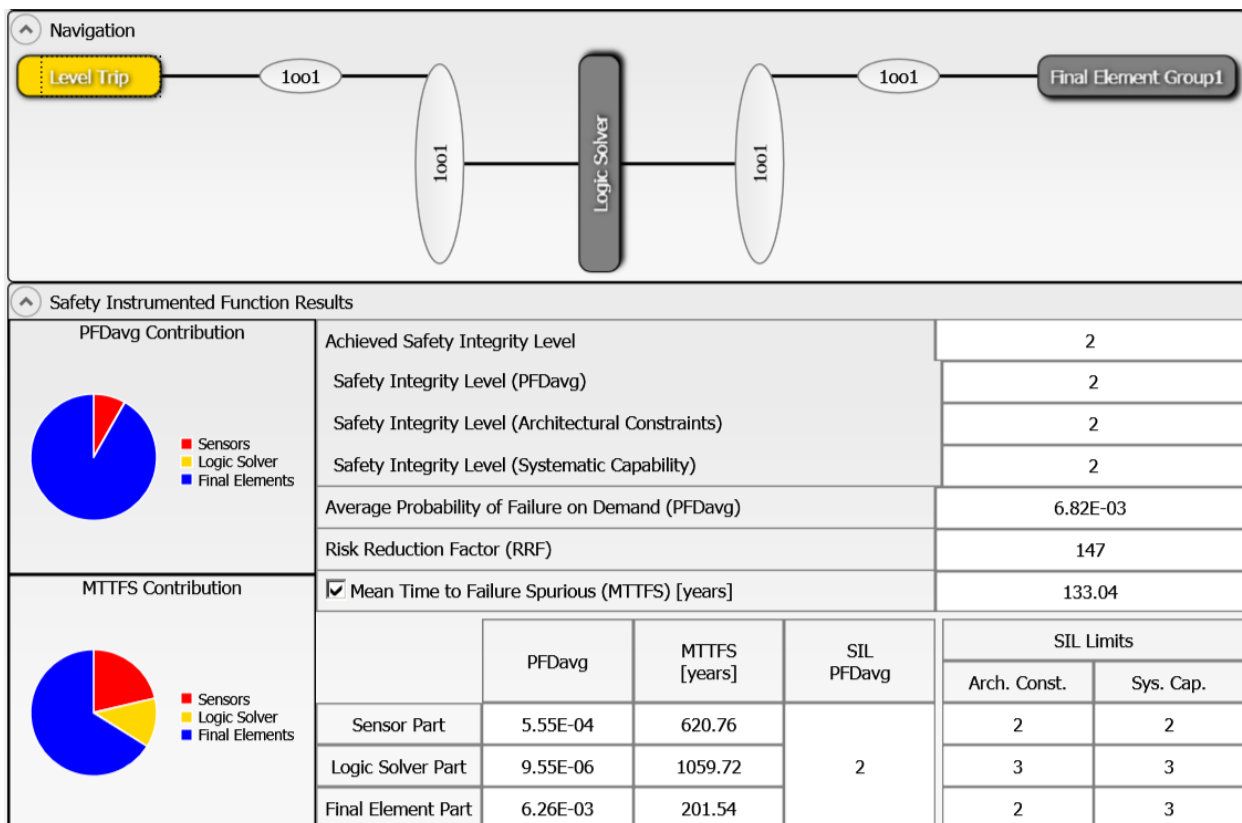 Navigation
Level Trip
1oo1
1oo1
Logic Solver
1oo1
1oo1
Final Element Group1
Safety Instrumented Function Results
PFDavg Contribution
Sensors
Logic Solver
Final Elements
MTTFS Contribution
Sensors
Logic Solver
Final Elements
Achieved Safety Integrity Level 2
Safety Integrity Level (PFDavg) 2
Safety Integrity Level (Architectural Constraints) 2
Safety Integrity Level (Systematic Capability) 2
Average Probability of Failure on Demand (PFDavg) 6.82E-03
Risk Reduction Factor (RRF) 147
Mean Time to Failure Spurious (MTTFS) [years] 133.04
PFDavg MTTFS [years] SIL PFDavg SIL Limits
Arch. Const. Sys. Cap.
Sensor Part 5.55E-04 620.76 2 2
Logic Solver Part 9.55E-06 1059.72 2 3 3
Final Element Part 6.26E-03 201.54 2 3